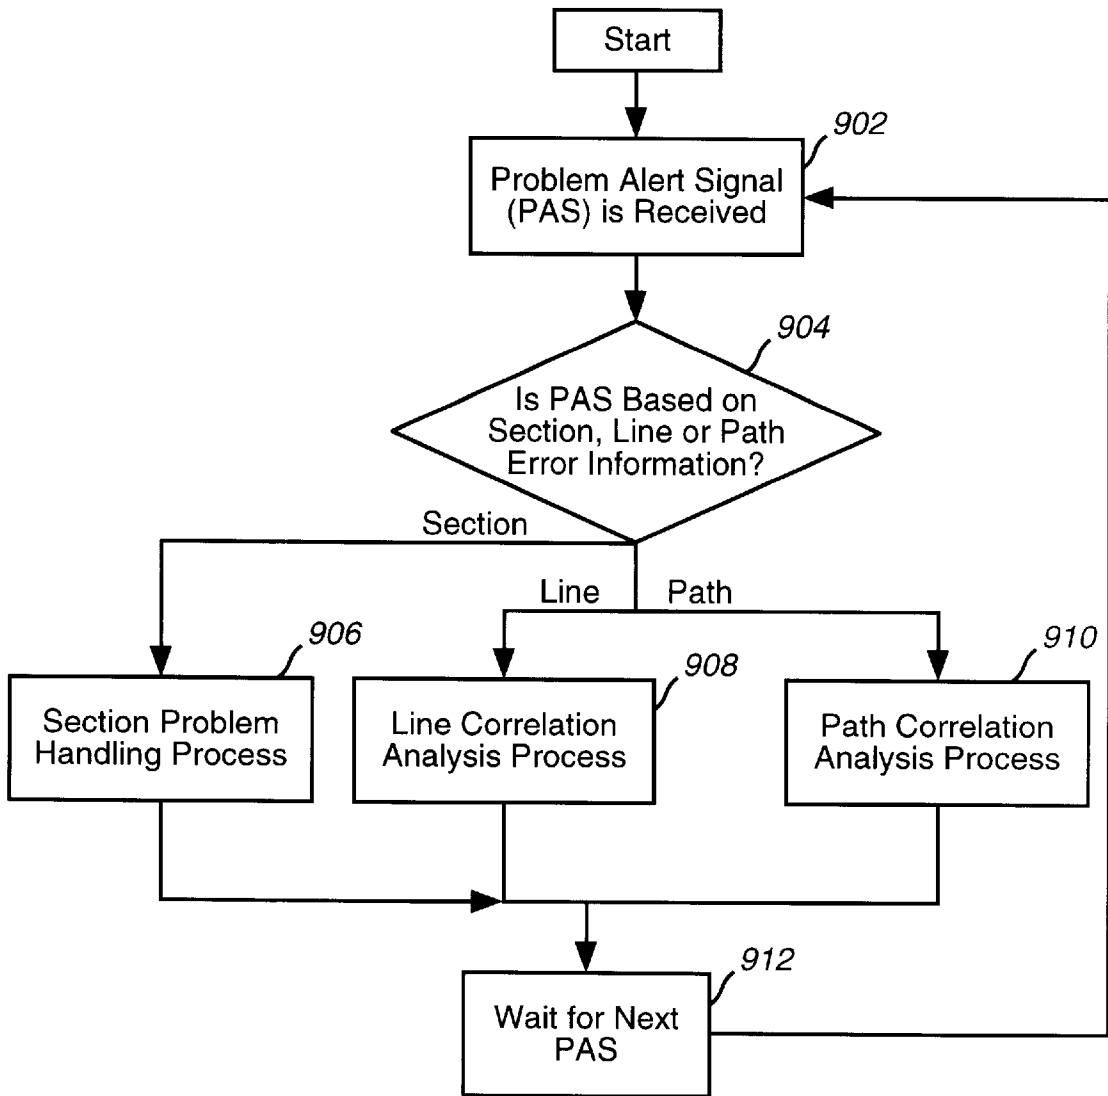 Start
902
Problem Alert Signal
(PAS) is Received
904
Is PAS Based on
Section, Line or Path
Error Information?
Section
Line
Path
906
Section Problem
Handling Process
908
Line Correlation
Analysis Process
910
Path Correlation
Analysis Process
912
Wait for Next
PAS